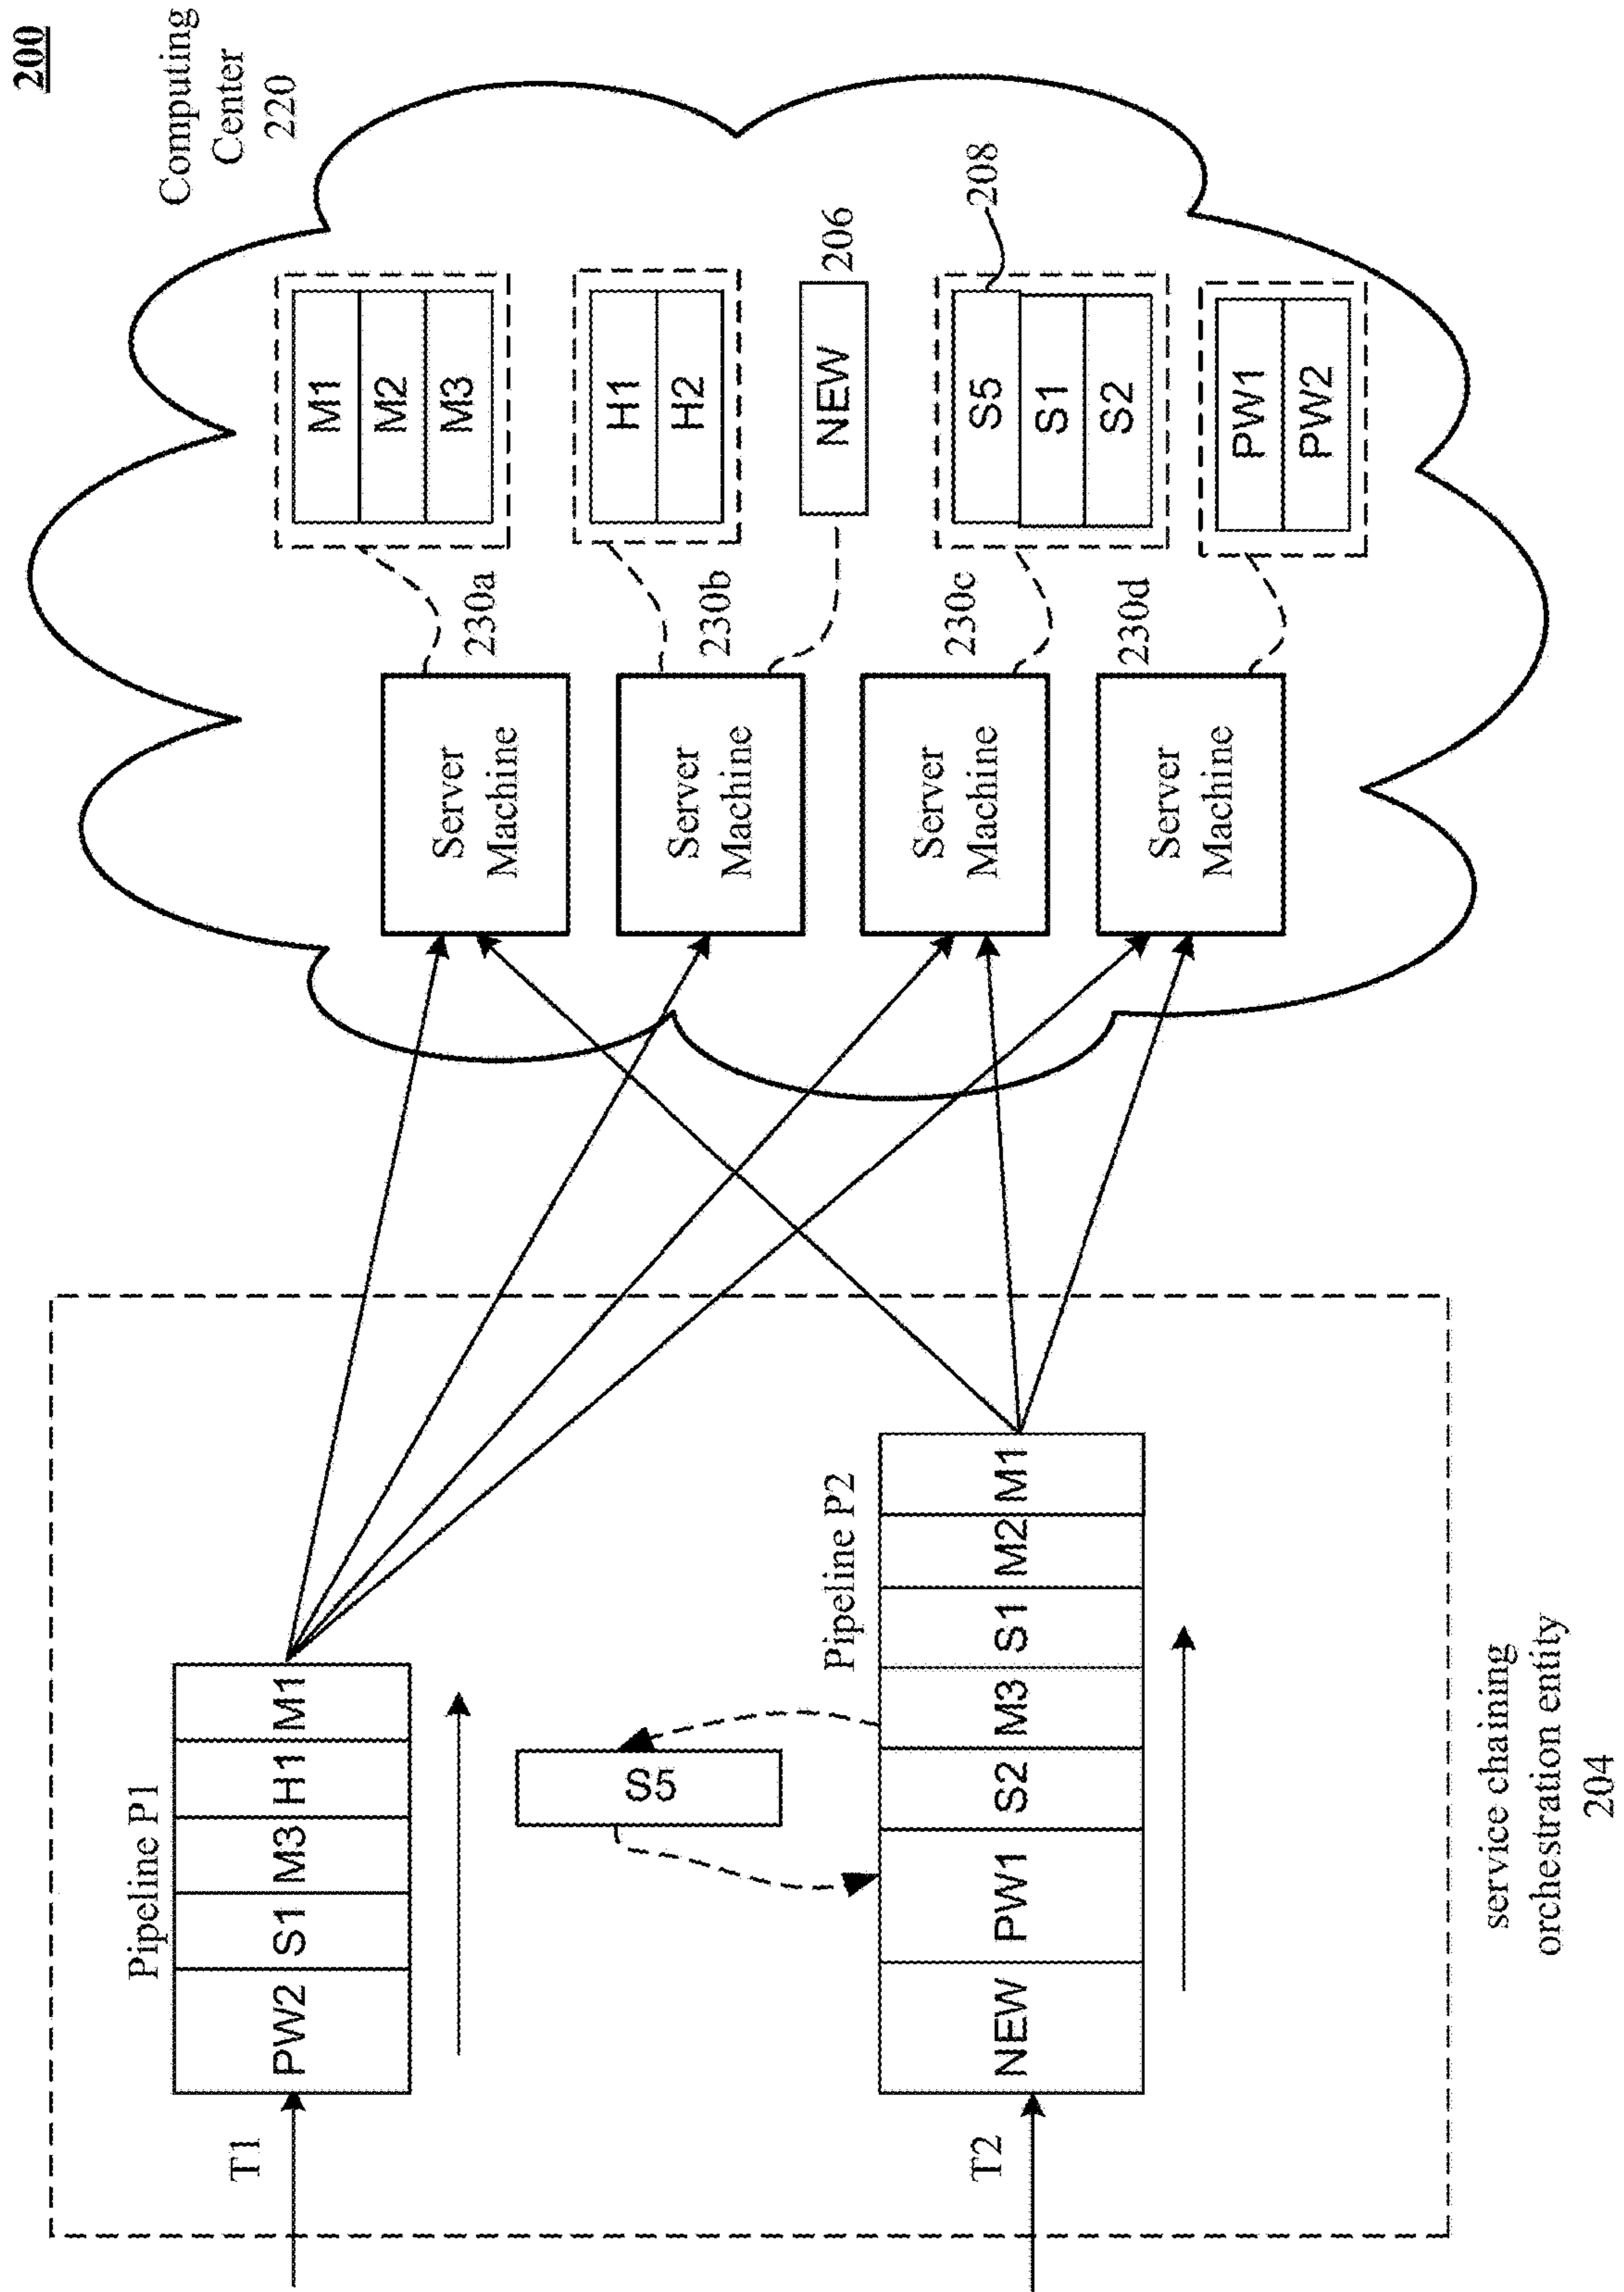 200
Computing
Center
220
M1
M2
M3
H1
H2
NEW
206
208
S5
S1
S2
PW1
PW2
230a
230b
230c
230d
Server
Machine
Server
Machine
Server
Machine
Server
Machine
Pipeline P1
PW2
S1
M3
H1
M1
T1
S5
Pipeline P2
NEW
PW1
S2
M3
S1
M2
M1
T2
service chaining
orchestration entity
204